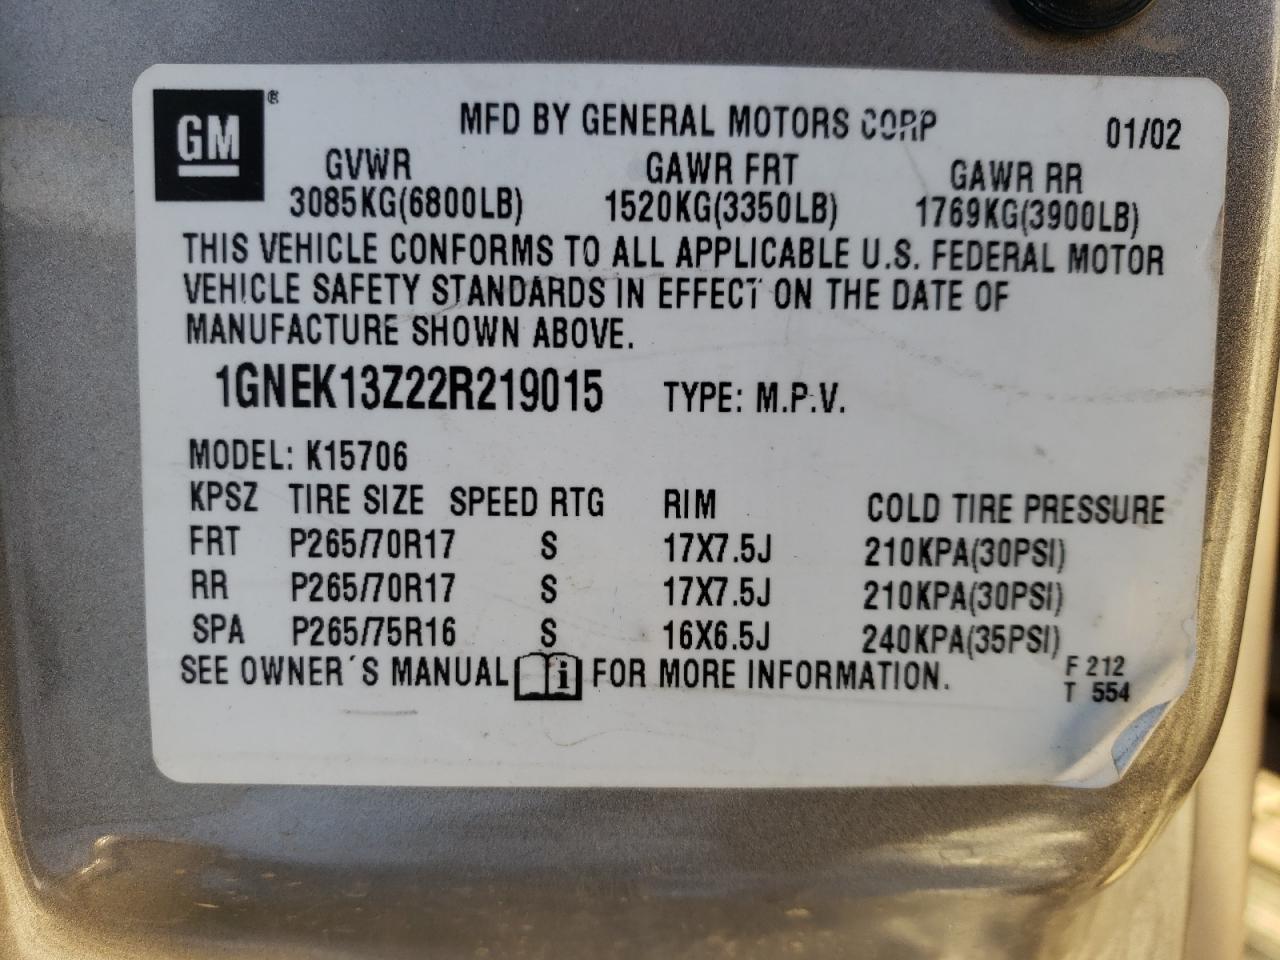 GM ®
MFD BY GENERAL MOTORS CORP 01/02
GVWR GAWR FRT GAWR RR
3085KG(6800LB) 1520KG(3350LB) 1769KG(3900LB)
THIS VEHICLE CONFORMS TO ALL APPLICABLE U.S. FEDERAL MOTOR
VEHICLE SAFETY STANDARDS IN EFFECT ON THE DATE OF
MANUFACTURE SHOWN ABOVE.
1GNEK13Z22R219015 TYPE: M.P.V.
MODEL: K15706
KPSZ TIRE SIZE SPEED RTG RIM COLD TIRE PRESSURE
FRT P265/70R17 S 17X7.5J 210KPA(30PSI)
RR P265/70R17 S 17X7.5J 210KPA(30PSI)
SPA P265/75R16 S 16X6.5J 240KPA(35PSI)
SEE OWNER´S MANUAL i FOR MORE INFORMATION.
F 212
T 554